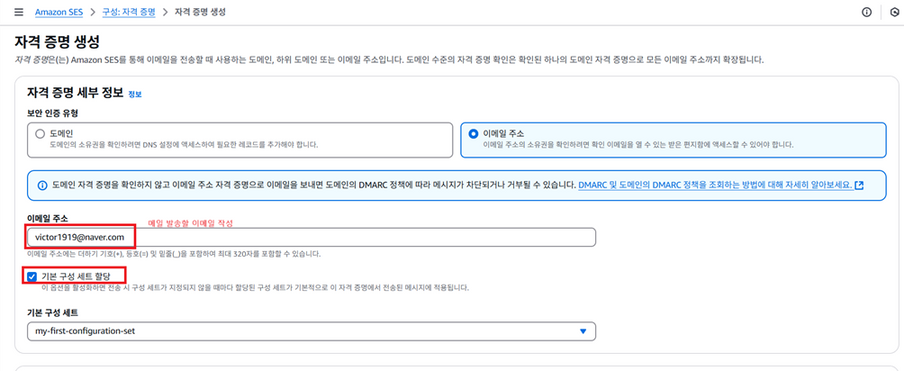 Amazon SES > 구성: 자격 증명 > 자격 증명 생성
자격 증명 생성
자격 증명은(는) Amazon SES를 통해 이메일을 전송할 때 사용하는 도메인, 하위 도메인 또는 이메일 주소입니다. 도메인 수준의 자격 증명 확인은 확인된 하나의 도메인 자격 증명으로 모든 이메일 주소까지 확장됩니다.
자격 증명 세부 정보 정보
보안 인증 유형
도메인
도메인의 소유권을 확인하려면 DNS 설정에 액세스하여 필요한 레코드를 추가해야 합니다.
이메일 주소
이메일 주소의 소유권을 확인하려면 확인 이메일을 열 수 있는 받은 편지함에 액세스할 수 있어야 합니다.
도메인 자격 증명을 확인하지 않고 이메일 주소 자격 증명으로 이메일을 보내면 도메인의 DMARC 정책에 따라 메시지가 차단되거나 거부될 수 있습니다. DMARC 및 도메인의 DMARC 정책을 조회하는 방법에 대해 자세히 알아보세요.
이메일 주소
메일 발송할 이메일 작성
victor1919@naver.com
이메일 주소에는 더하기 기호(+), 등호(=) 및 밑줄(_)을 포함하여 최대 320자를 포함할 수 있습니다.
기본 구성 세트 할당
이 옵션을 활성화하면 전송 시 구성 세트가 지정되지 않을 때마다 할당된 구성 세트가 기본적으로 이 자격 증명에서 전송된 메시지에 적용됩니다.
기본 구성 세트
my-first-configuration-set